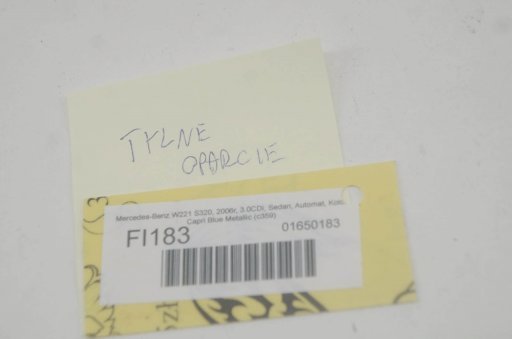 TYLNE
OPARCIE
Mercedes-Benz W221 S320, 2006r, 3.0CDi, Sedan, Automat, Kolor
Capri Blue Metallic (c359)
FI183
01650183